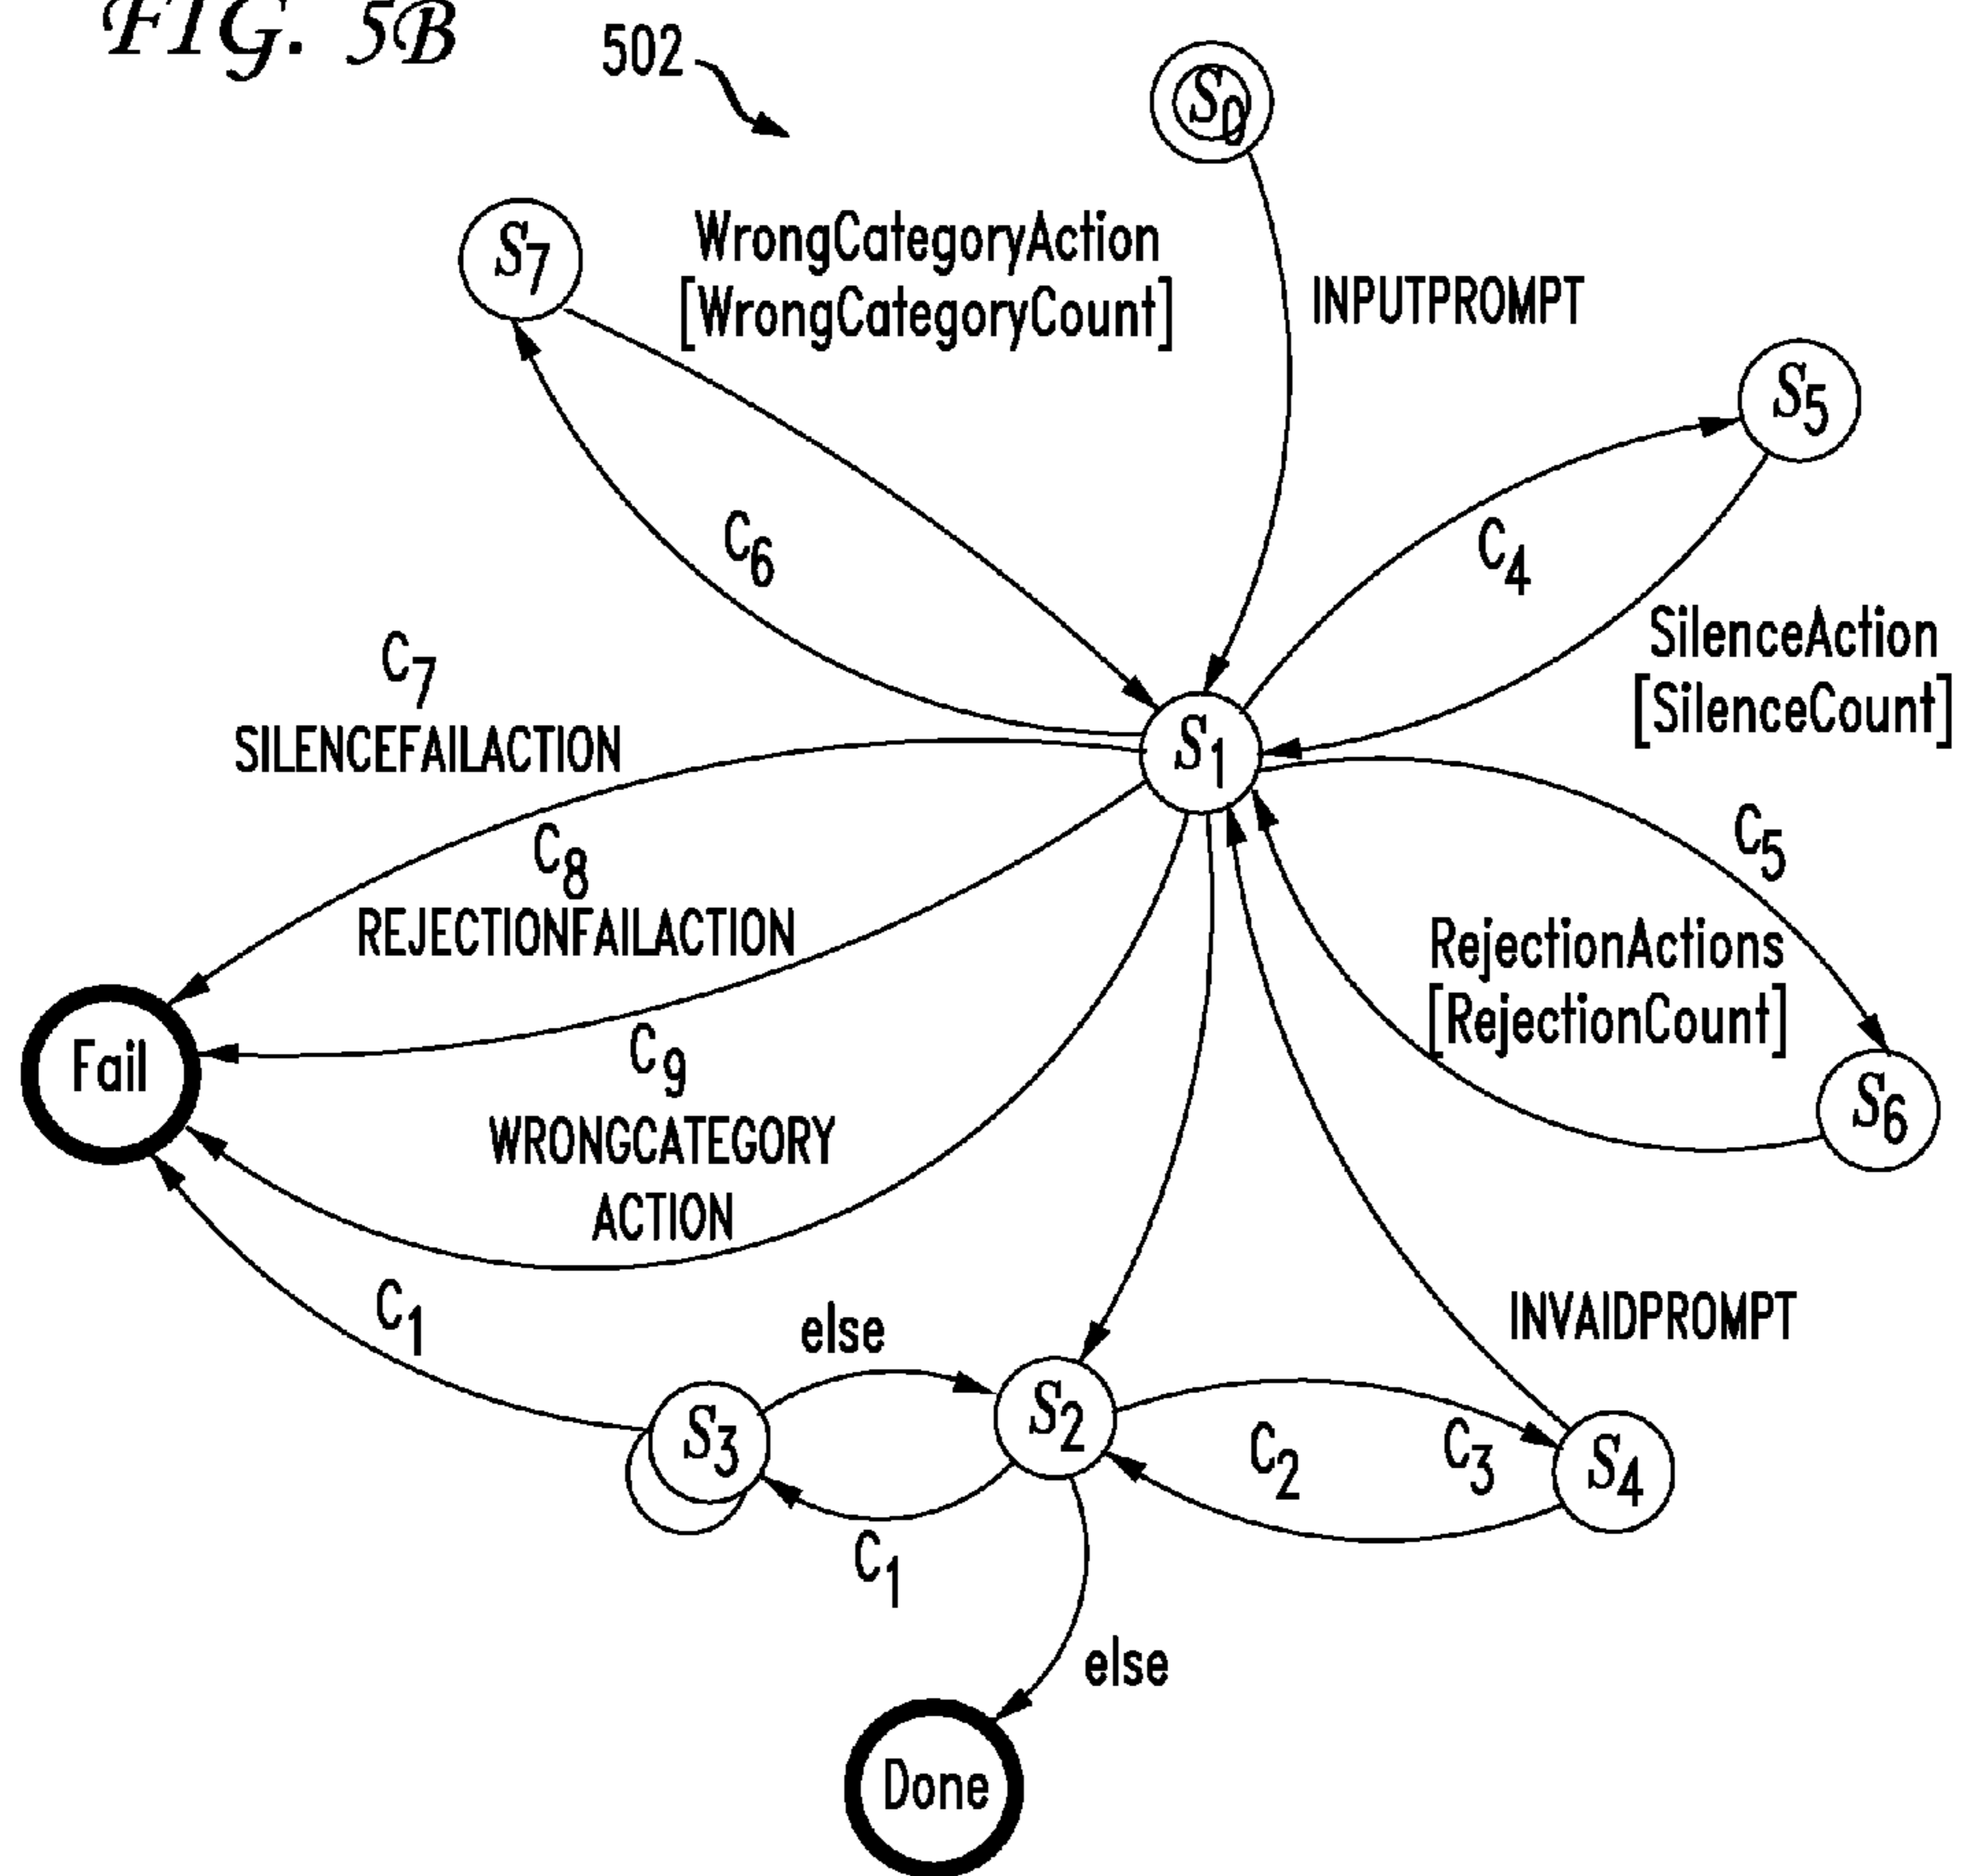 FIG. 5B
502
S0
S7
WrongCategoryAction
[WrongCategoryCount]
INPUTPROMPT
S5
C6
C4
C7
SILENCEFAILACTION
SilenceAction
[SilenceCount]
S1
C8
REJECTIONFAILACTION
C5
RejectionActions
[RejectionCount]
Fail
C9
WRONGCATEGORY
ACTION
S6
C1
else
INVAIDPROMPT
S3
S2
C2
C3
S4
C1
else
Done